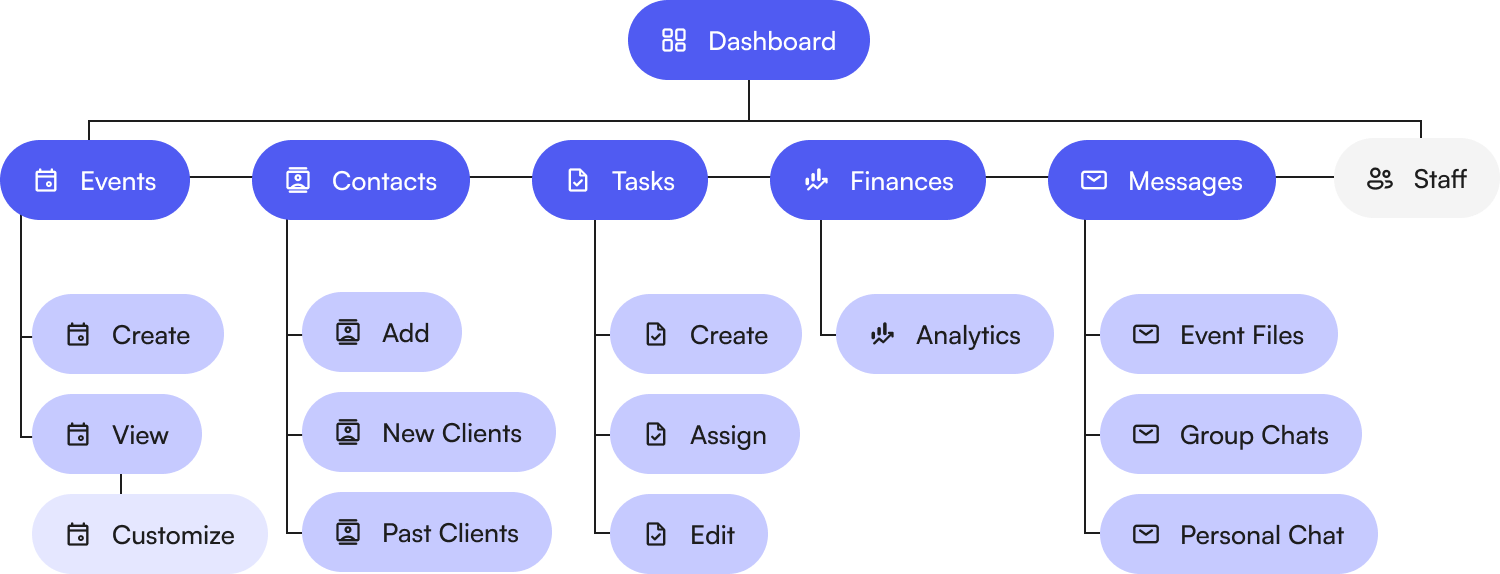 Dashboard
Events
Contacts
Tasks
Finances
Messages
Staff
Create
Add
Create
Analytics
Event Files
View
New Clients
Assign
Group Chats
Customize
Past Clients
Edit
Personal Chat